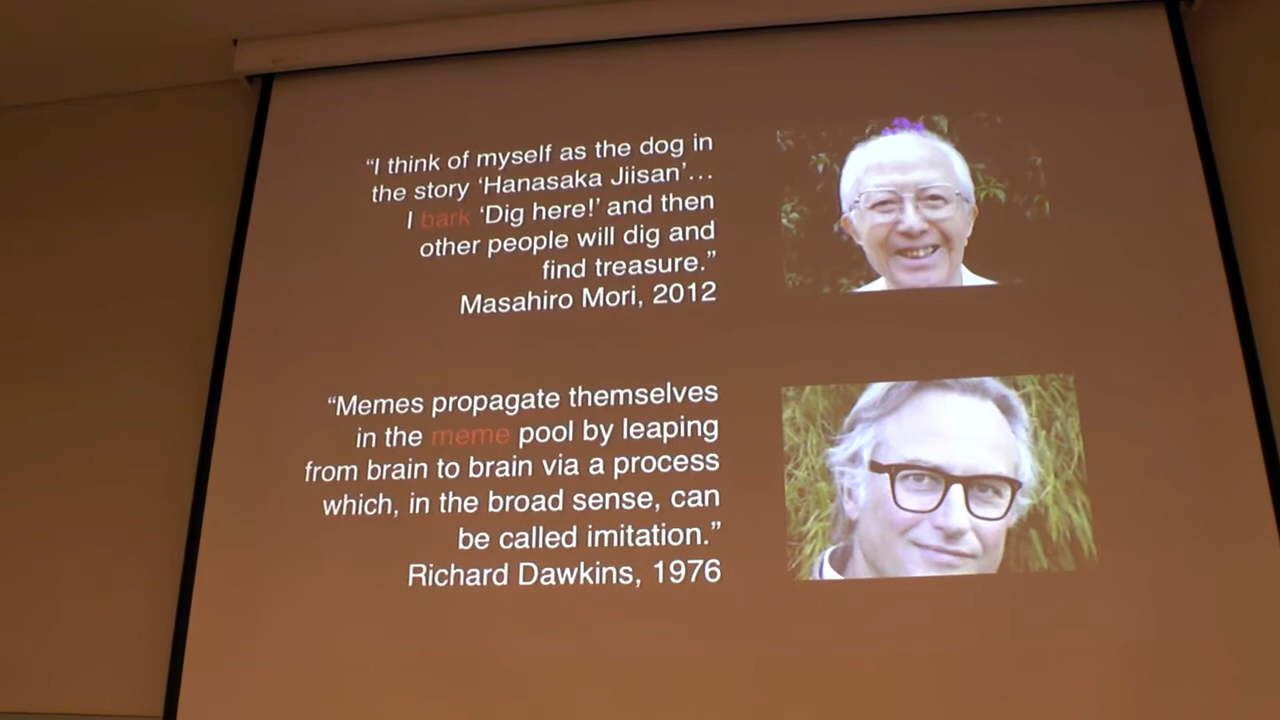 “I think of myself as the dog in
the story ‘Hanasaka Jiisan’...
I bark ‘Dig here!’ and then
other people will dig and
find treasure.”
Masahiro Mori, 2012
“Memes propagate themselves
in the meme pool by leaping
from brain to brain via a process
which, in the broad sense, can
be called imitation.”
Richard Dawkins, 1976